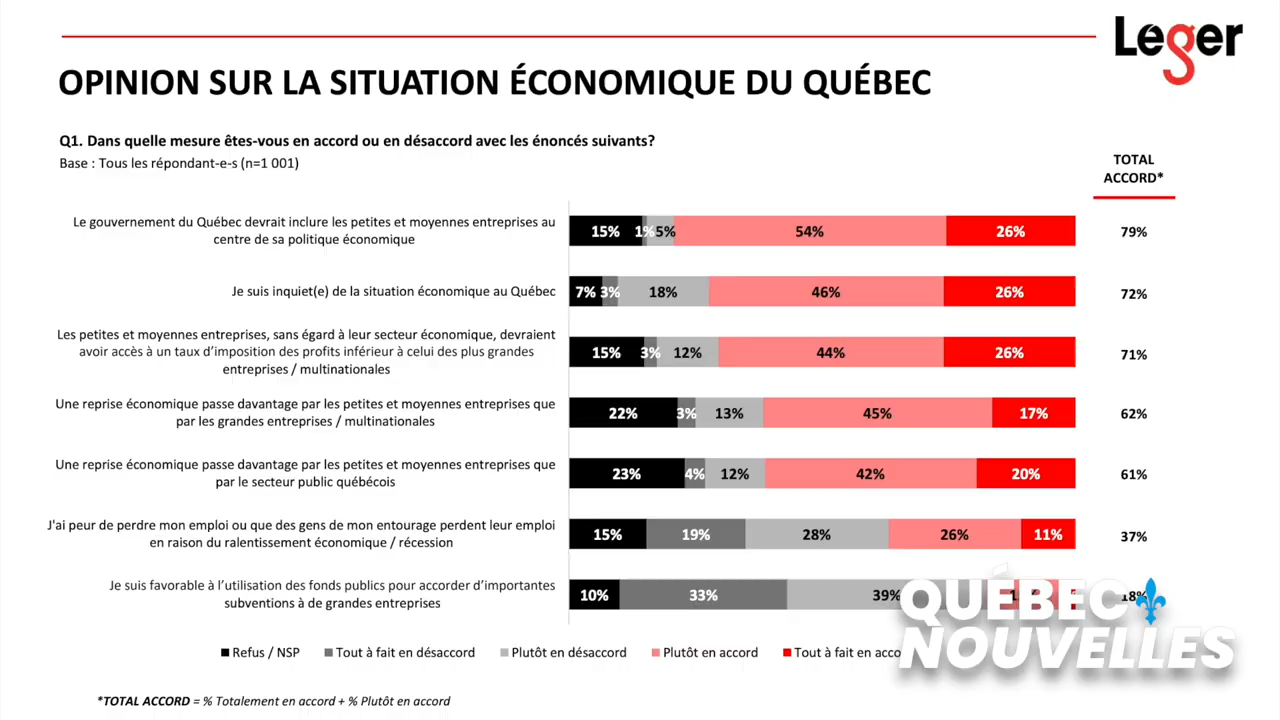 Leger
OPINION SUR LA SITUATION ÉCONOMIQUE DU QUÉBEC
Q1. Dans quelle mesure êtes-vous en accord ou en désaccord avec les énoncés suivants?
Base : Tous les répondant-e-s (n=1 001)
TOTAL
ACCORD*
Le gouvernement du Québec devrait inclure les petites et moyennes entreprises au
centre de sa politique économique
15% 1% 5% 54% 26% 79%
Je suis inquiet(e) de la situation économique au Québec
7% 3% 18% 46% 26% 72%
Les petites et moyennes entreprises, sans égard à leur secteur économique, devraient
avoir accès à un taux d'imposition des profits inférieur à celui des plus grandes
entreprises / multinationales
15% 3% 12% 44% 26% 71%
Une reprise économique passe davantage par les petites et moyennes entreprises que
par les grandes entreprises / multinationales
22% 3% 13% 45% 17% 62%
Une reprise économique passe davantage par les petites et moyennes entreprises que
par le secteur public québécois
23% 4% 12% 42% 20% 61%
J'ai peur de perdre mon emploi ou que des gens de mon entourage perdent leur emploi
en raison du ralentissement économique / récession
15% 19% 28% 26% 11% 37%
Je suis favorable à l'utilisation des fonds publics pour accorder d'importantes
subventions à de grandes entreprises
10% 33% 39% 18%
QUÉBEC
NOUVELLES
Refus / NSP Tout à fait en désaccord Plutôt en désaccord Plutôt en accord Tout à fait en
*TOTAL ACCORD = % Totalement en accord + % Plutôt en accord